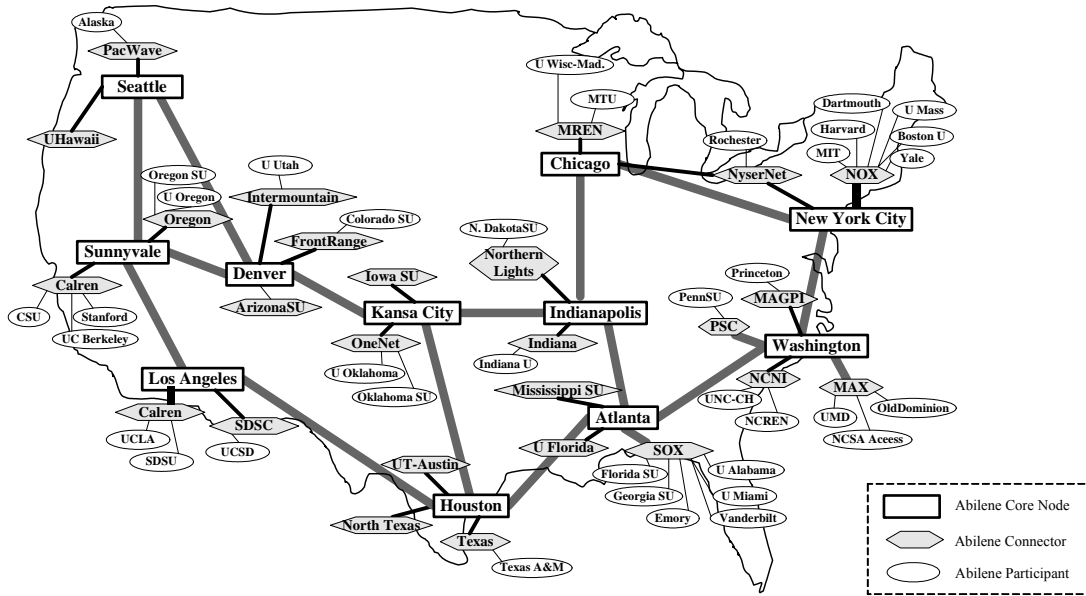 Alaska
PacWave
Seattle
UHawaii
U Wisc-Mad.
MTU
MREN
Chicago
Rochester
NyserNet
Dartmouth
U Mass
Harvard
Boston U
MIT
Yale
NOX
New York City
U Utah
Intermountain
Oregon SU
U Oregon
Oregon
Colorado SU
FrontRange
Sunnyvale
Denver
ArizonaSU
Calren
CSU
Stanford
UC Berkeley
N. DakotaSU
Northern
Lights
Iowa SU
Kansa City
OneNet
U Oklahoma
Oklahoma SU
Indianapolis
Indiana
Indiana U
Princeton
MAGPI
PennSU
PSC
Washington
NCNI
UNC-CH
NCREN
MAX
UMD
OldDominion
NCSA Aceess
Los Angeles
Calren
UCLA
SDSU
SDSC
UCSD
Mississippi SU
Atlanta
U Florida
SOX
Florida SU
Georgia SU
Emory
U Alabama
U Miami
Vanderbilt
UT-Austin
Houston
North Texas
Texas
Texas A&M
Abilene Core Node
Abilene Connector
Abilene Participant